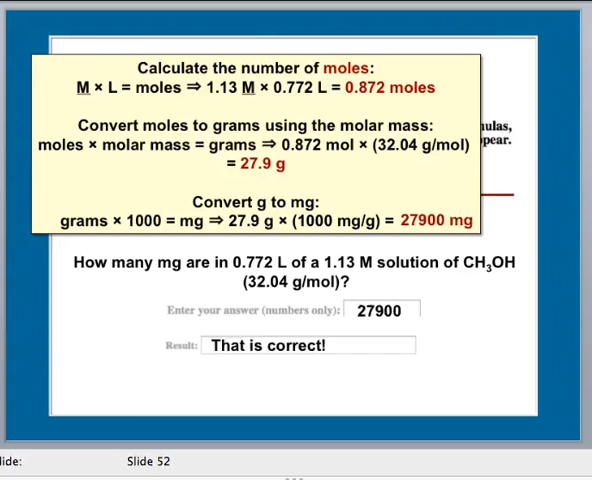 Calculate the number of moles:
M × L = moles ⇒ 1.13 M × 0.772 L = 0.872 moles
Convert moles to grams using the molar mass:
moles × molar mass = grams ⇒ 0.872 mol × (32.04 g/mol)
= 27.9 g
Convert g to mg:
grams × 1000 = mg ⇒ 27.9 g × (1000 mg/g) = 27900 mg
How many mg are in 0.772 L of a 1.13 M solution of CH₃OH
(32.04 g/mol)?
Enter your answer (numbers only): 27900
Result: That is correct!
Slide 52